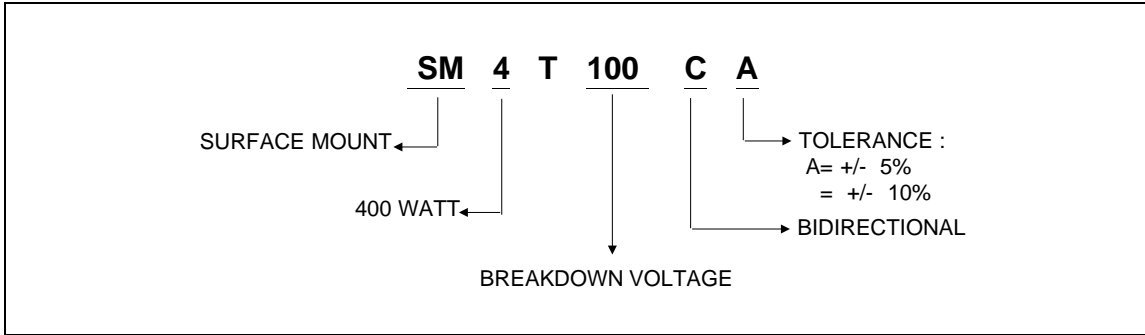 SM 4 T 100 C A
SURFACE MOUNT
TOLERANCE :
A= +/- 5%
= +/- 10%
400 WATT
BIDIRECTIONAL
BREAKDOWN VOLTAGE